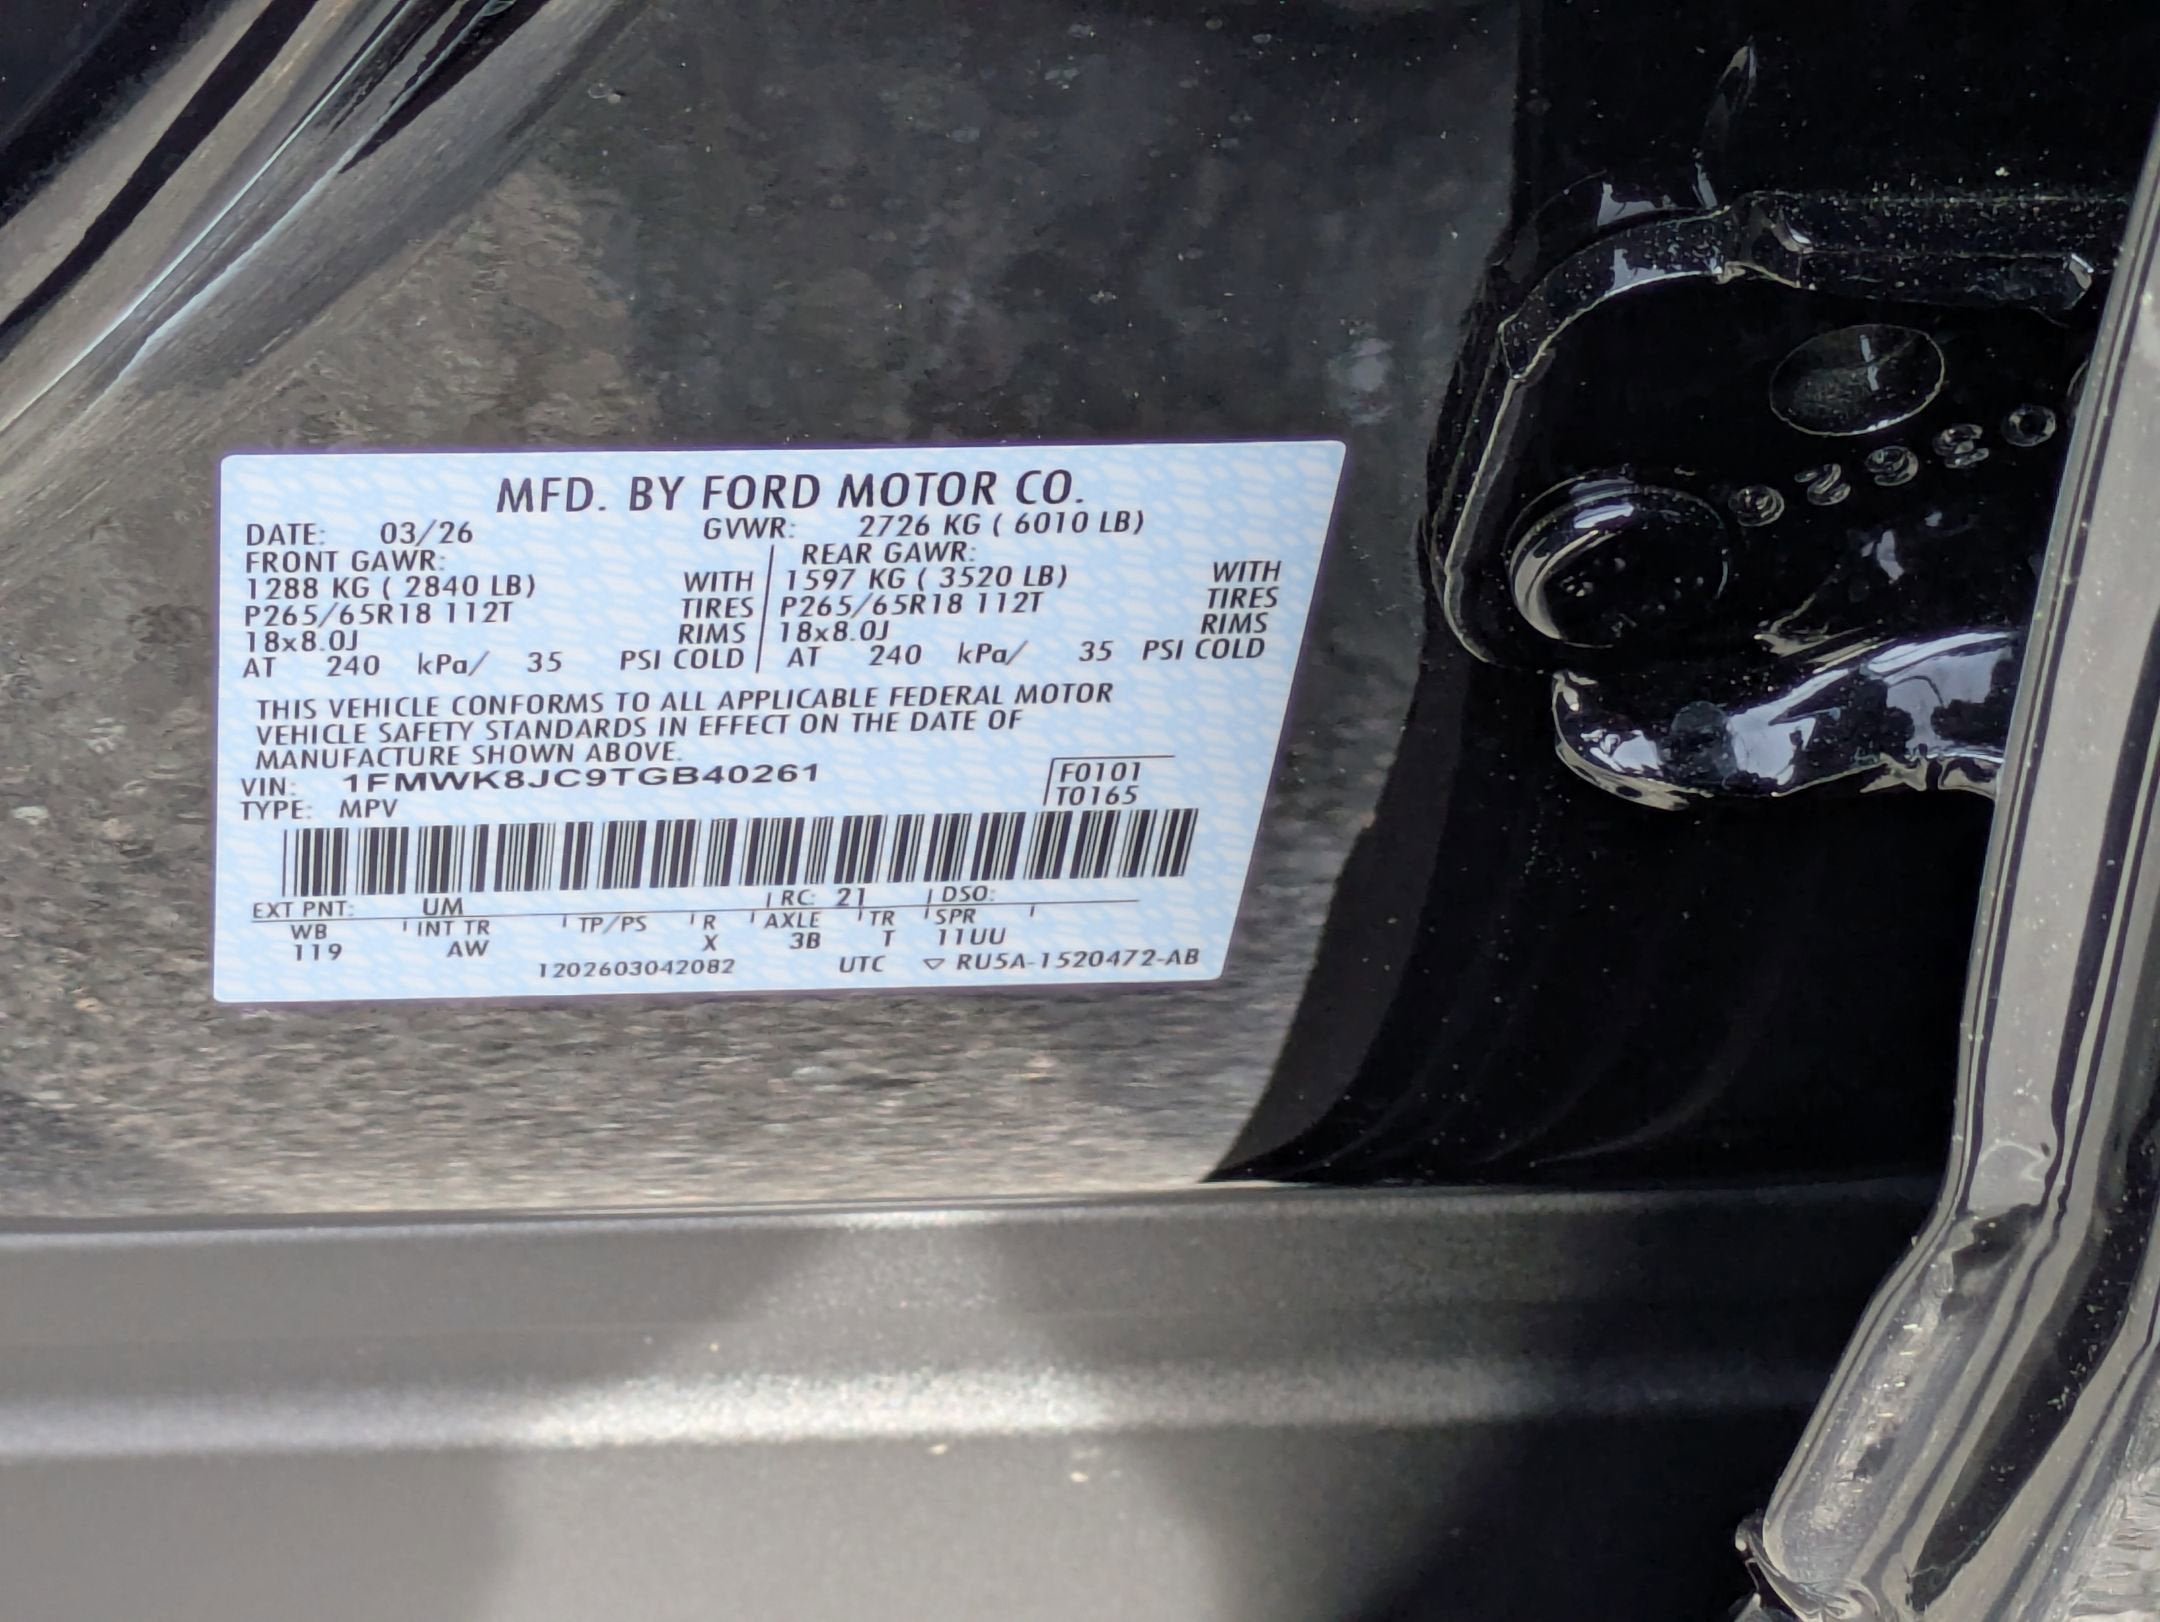 MFD. BY FORD MOTOR CO.
DATE: 03/26 GVWR: 2726 KG ( 6010 LB)
FRONT GAWR: REAR GAWR:
1288 KG ( 2840 LB) WITH 1597 KG ( 3520 LB) WITH
P265/65R18 112T TIRES P265/65R18 112T TIRES
18x8.0J RIMS 18x8.0J RIMS
AT 240 kPa/ 35 PSI COLD AT 240 kPa/ 35 PSI COLD
THIS VEHICLE CONFORMS TO ALL APPLICABLE FEDERAL MOTOR
VEHICLE SAFETY STANDARDS IN EFFECT ON THE DATE OF
MANUFACTURE SHOWN ABOVE.
VIN: 1FMWK8JC9TGB40261 F0101
TYPE: MPV T0165
EXT PNT: UM RC: 21 DSO:
WB INT TR TP/PS R AXLE TR SPR
119 AW X 3B T 11UU
1202603042082 UTC ▽ RU5A-1520472-AB